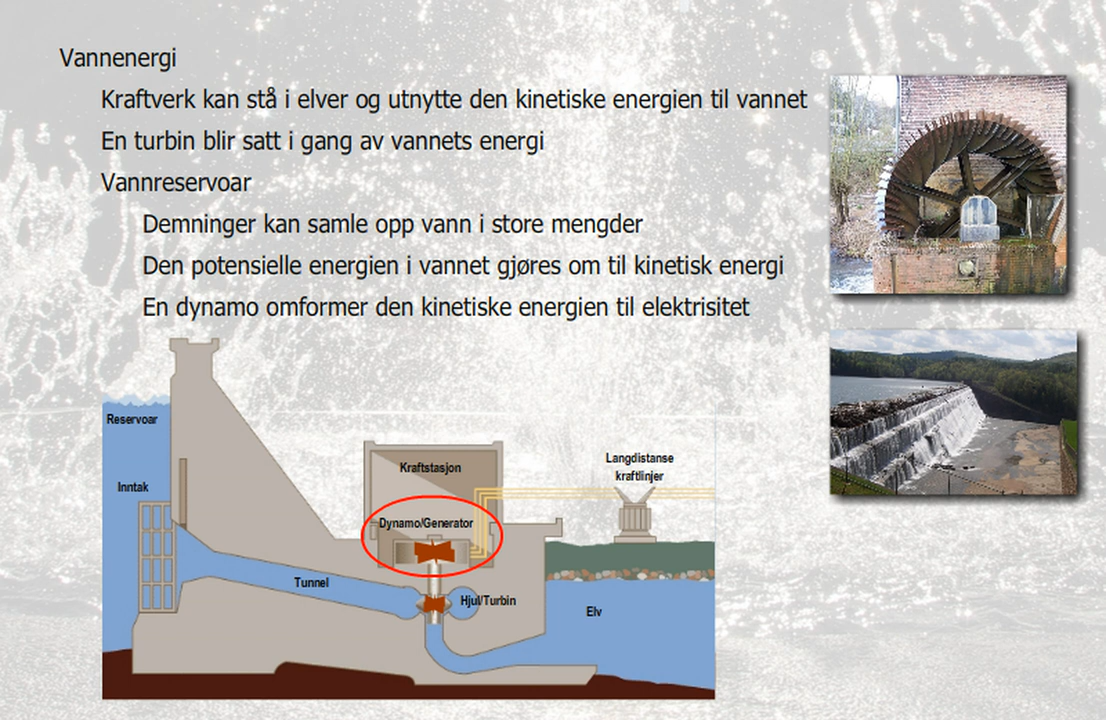 Vannenergi
Kraftverk kan stå i elver og utnytte den kinetiske energien til vannet
En turbin blir satt i gang av vannets energi
Vannreservoar
Demninger kan samle opp vann i store mengder
Den potensielle energien i vannet gjøres om til kinetisk energi
En dynamo omformer den kinetiske energien til elektrisitet
Reservoar
Inntak
Kraftstasjon
Langdistanse
kraftlinjer
Dynamo/Generator
Tunnel
Hjul/Turbin
Elv